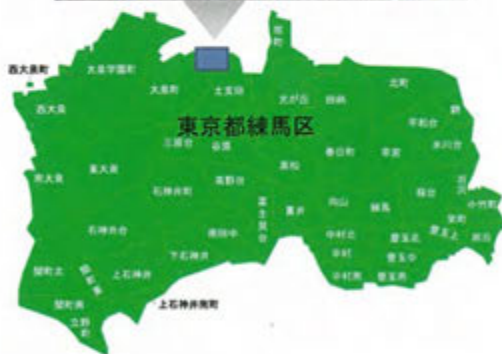 旭町
西大泉町
大泉学園町
北町
大泉町
土支田
光が丘
田柄
錦
西大泉
平和台
東京都練馬区
氷川台
三原台
谷原
春日町
早宮
高松
南大泉
東大泉
石神井町
高野台
桜台
羽沢
小竹町
富士見台
貫井
向山
練馬
栄町
石神井台
南田中
中村北
豊玉北
豊玉上
旭丘
下石神井
中村
豊玉中
関町北
関町東
上石神井
中村南
豊玉南
関町南
上石神井南町
立野町